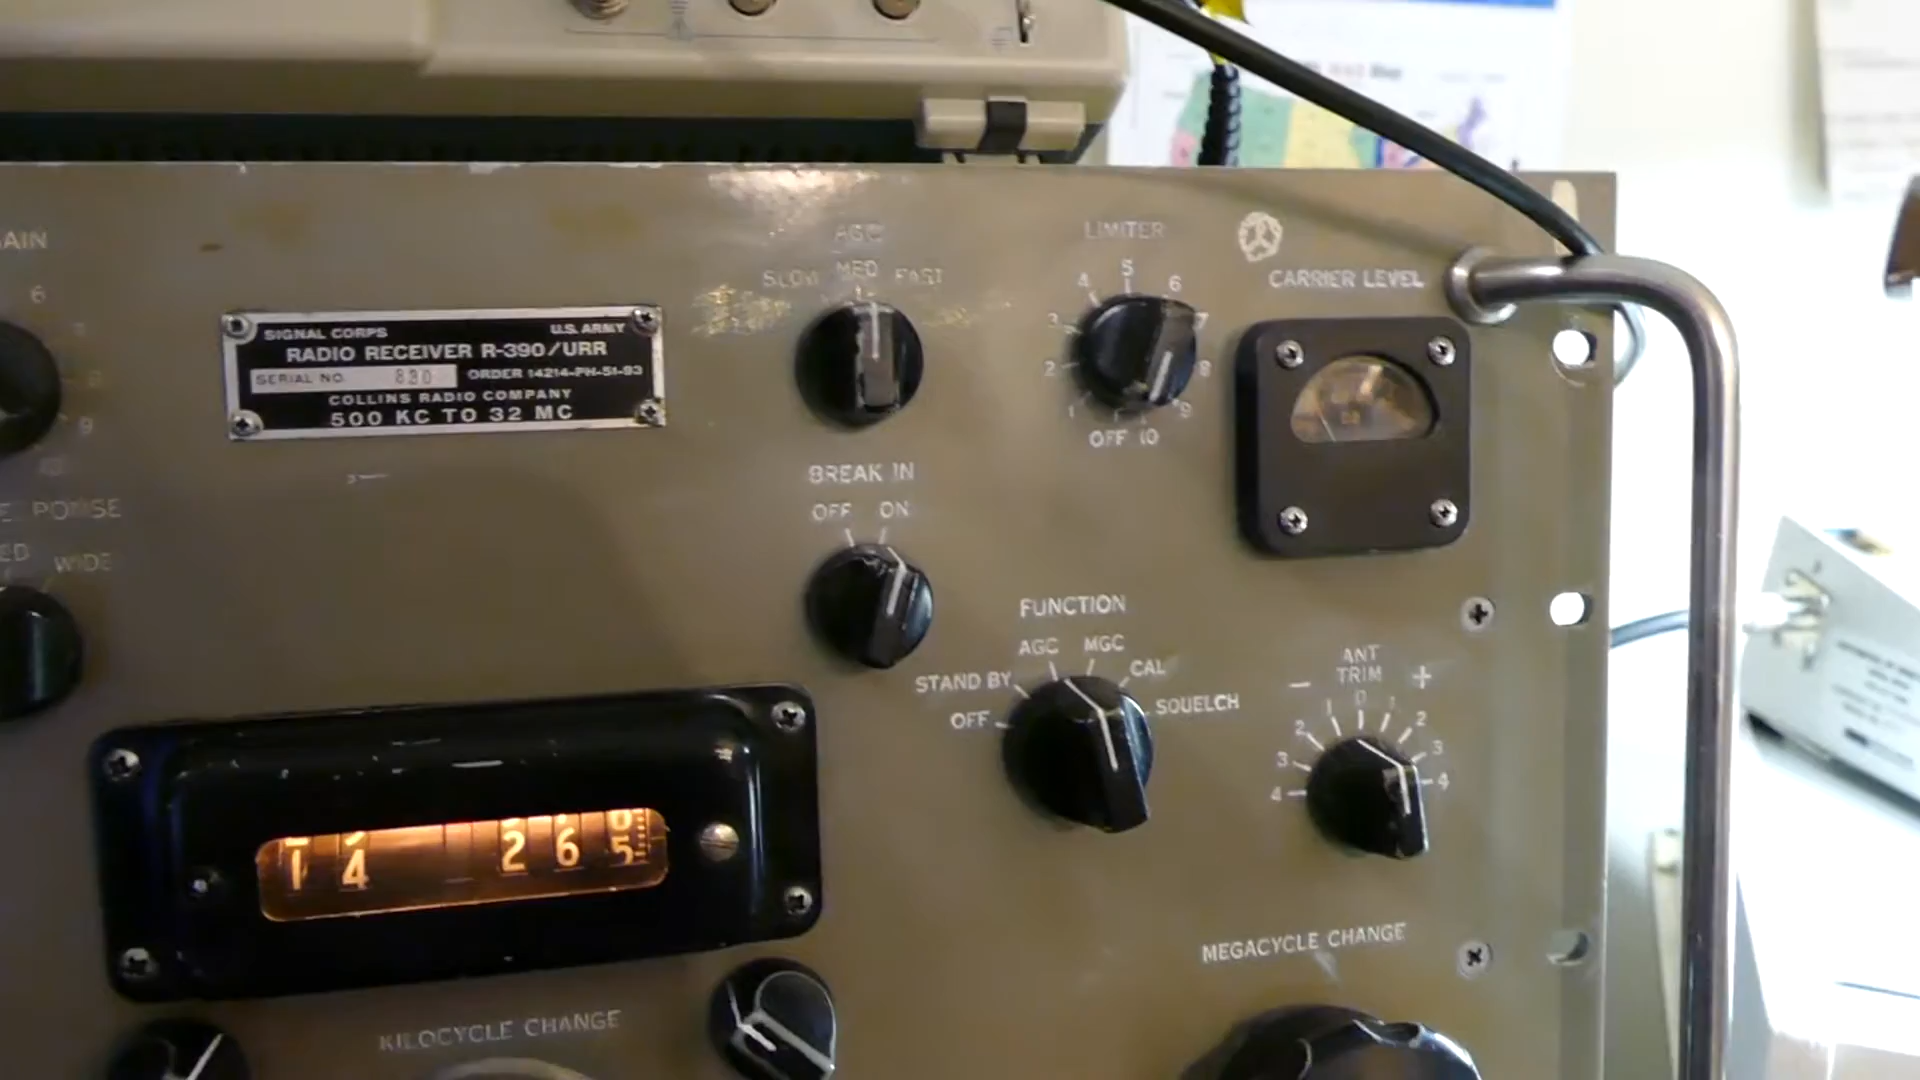 SIGNAL CORPS U.S. ARMY
RADIO RECEIVER R-390/URR
SERIAL NO. 830 ORDER 14214-PH-51-93
COLLINS RADIO COMPANY
500 KC TO 32 MC
AGC
SLOW MED FAST
LIMITER
1 2 3 4 5 6 7 8 9
OFF 10
CARRIER LEVEL
6
9
WIDE
BREAK IN
OFF ON
FUNCTION
OFF STAND BY AGC MGC CAL SQUELCH
ANT
TRIM
- +
4 3 2 1 0 1 2 3 4
14 265
KILOCYCLE CHANGE
MEGACYCLE CHANGE